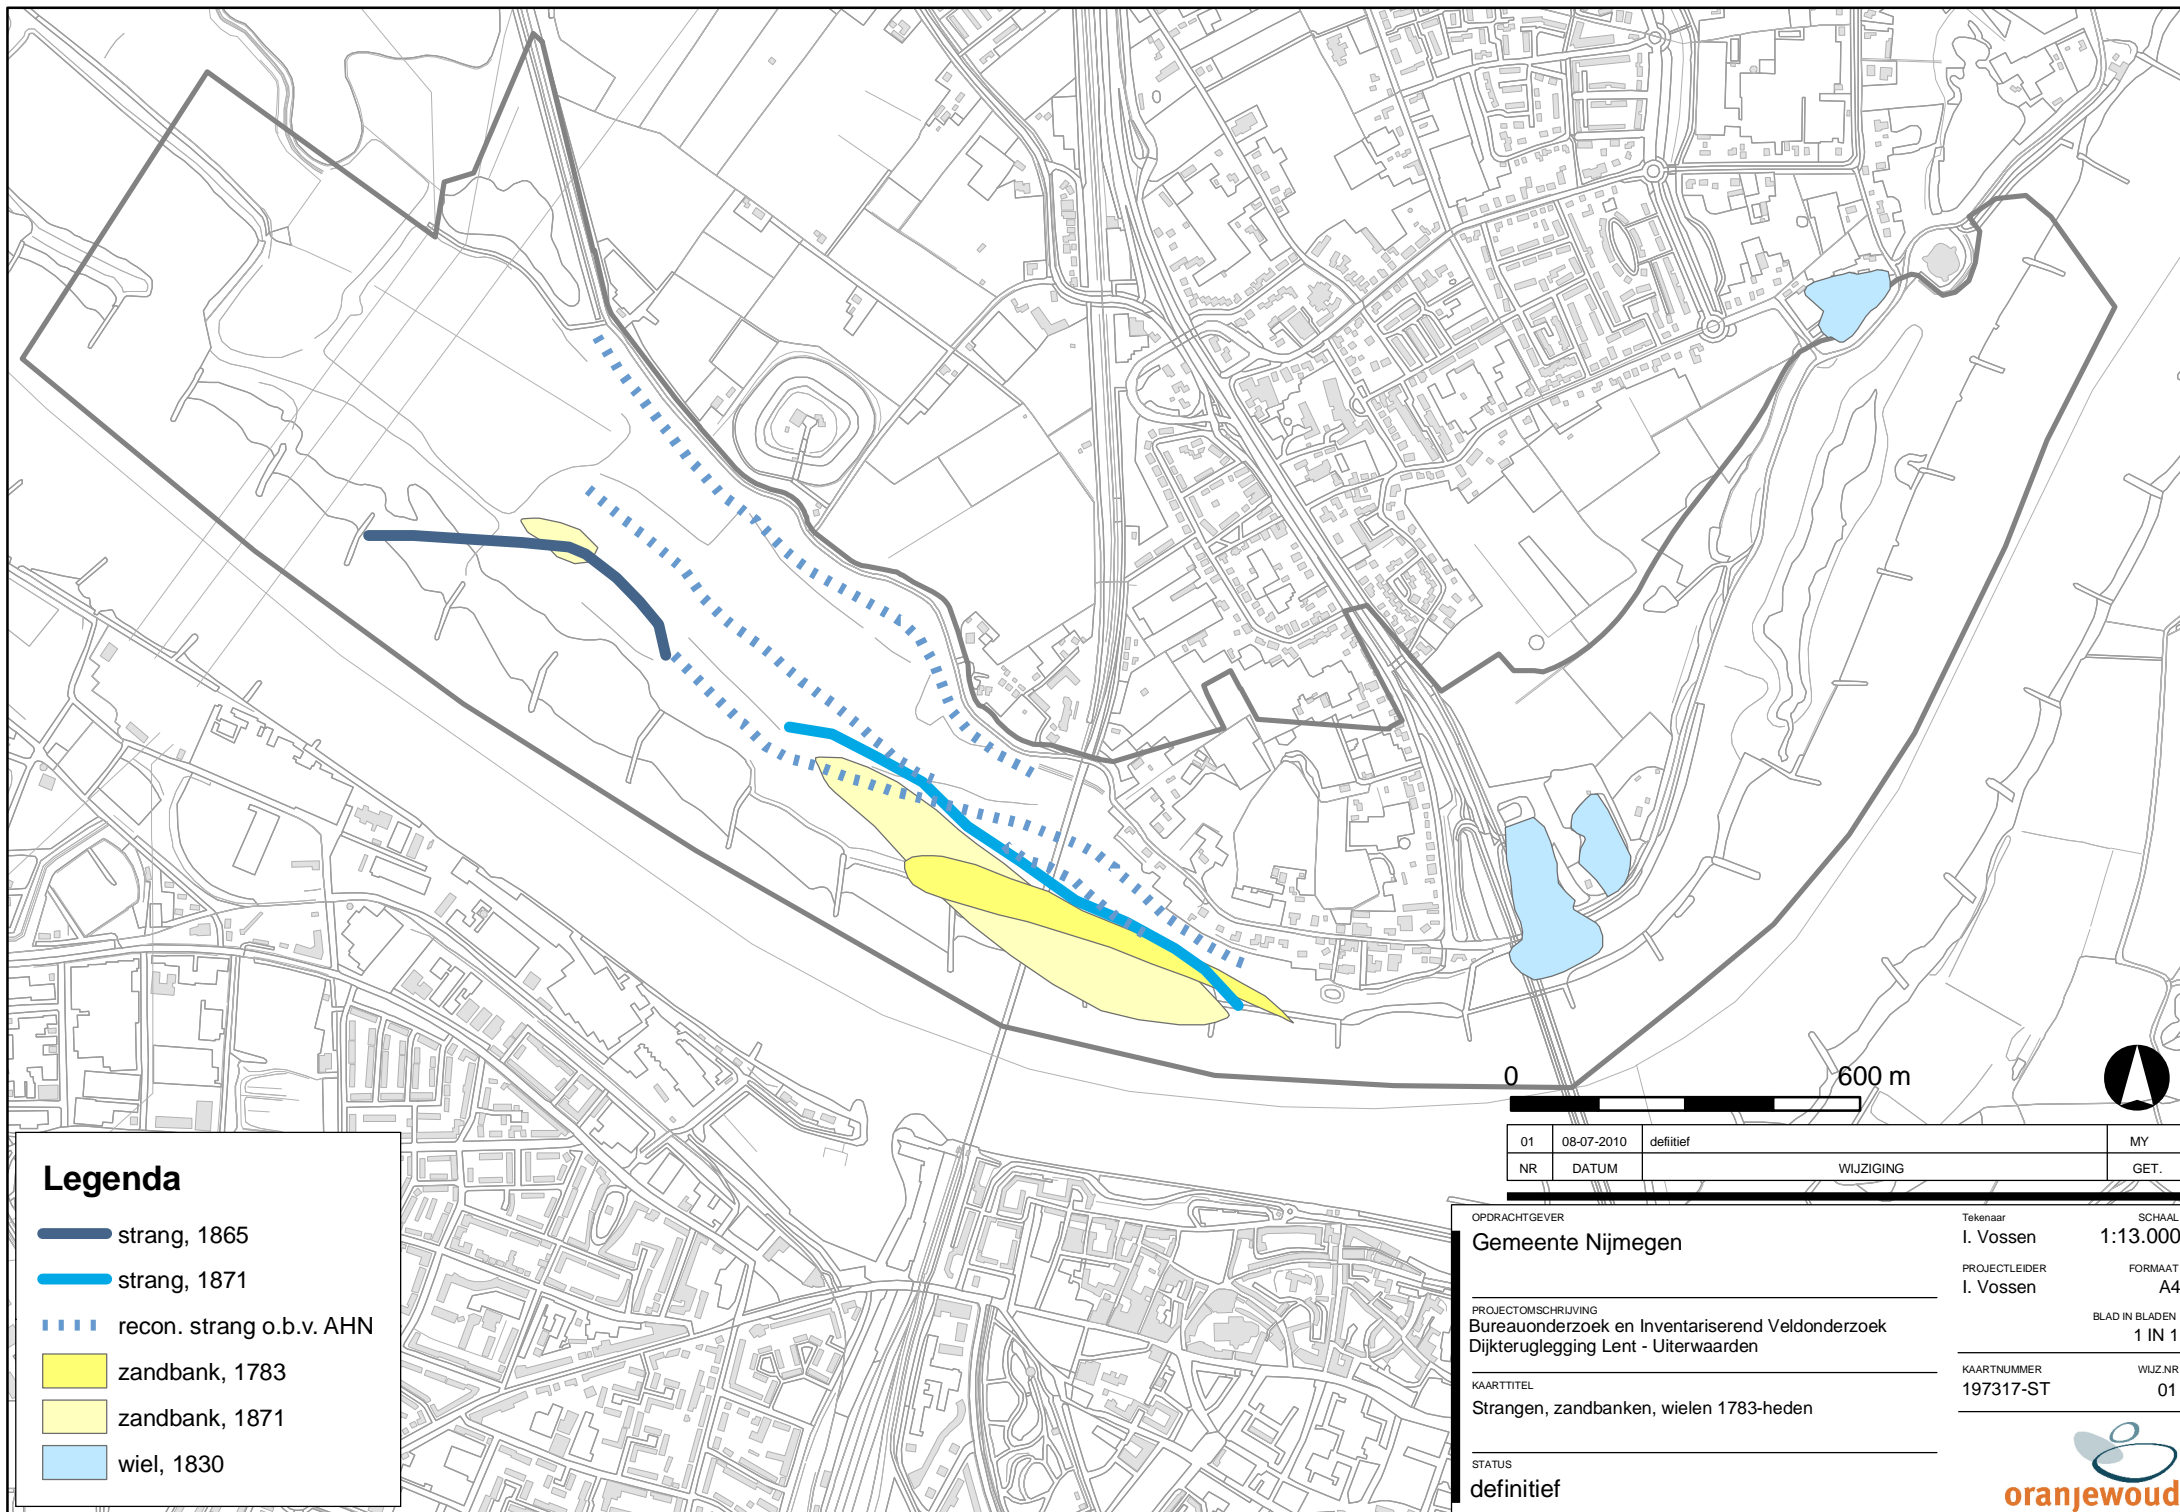 0 600 m
01 08-07-2010 defiitief MY
NR DATUM WIJZIGING GET.
Legenda
strang, 1865
strang, 1871
recon. strang o.b.v. AHN
zandbank, 1783
zandbank, 1871
wiel, 1830
OPDRACHTGEVER
Gemeente Nijmegen
PROJECTOMSCHRIJVING
Bureauonderzoek en Inventariserend Veldonderzoek
Dijkteruglegging Lent - Uiterwaarden
KAARTTITEL
Strangen, zandbanken, wielen 1783-heden
STATUS
definitief
Tekenaar SCHAAL
I. Vossen 1:13.000
PROJECTLEIDER FORMAAT
I. Vossen A4
BLAD IN BLADEN
1 IN 1
KAARTNUMMER WIJZ.NR
197317-ST 01
oranjewoud